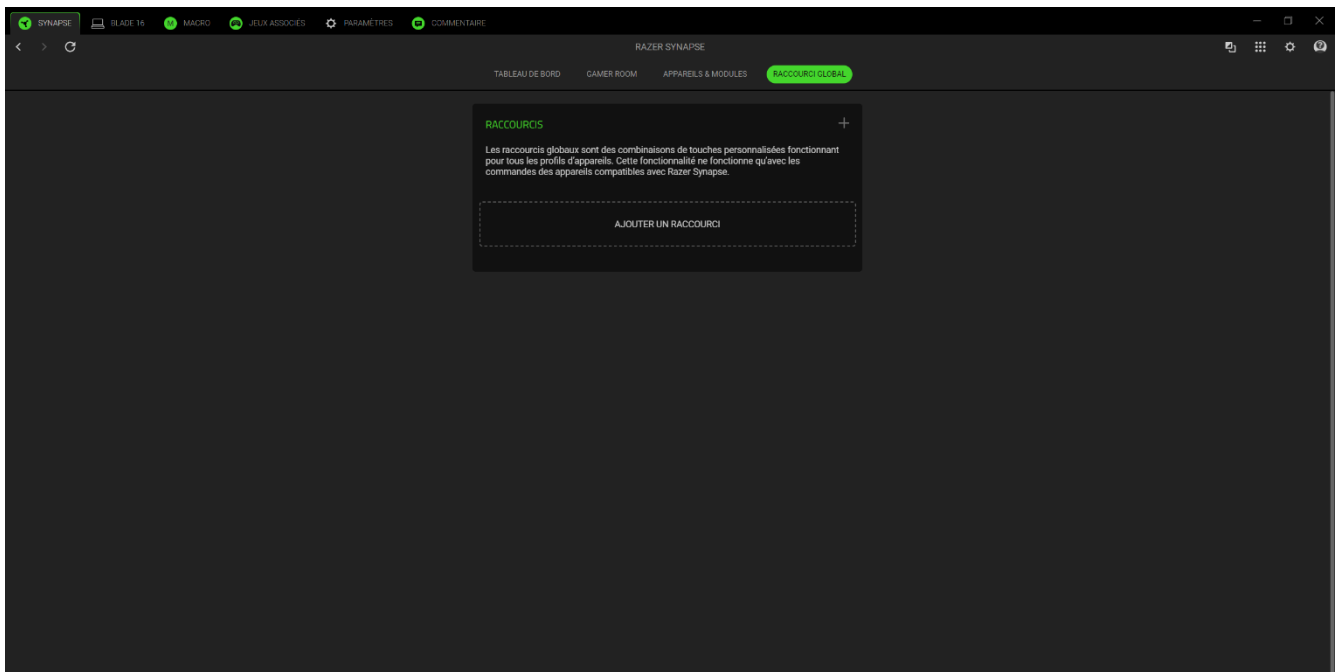 SYNAPSE BLADE 16 MACRO JEUX ASSOCIES PARAMÈTRES COMMENTAIRE
RAZER SYNAPSE
TABLEAU DE BORD GAMER ROOM APPAREILS & MODULES RACCOURCI GLOBAL
RACCOURCIS
Les raccourcis globaux sont des combinaisons de touches personnalisées fonctionnant
pour tous les profils d'appareils. Cette fonctionnalité ne fonctionne qu'avec les
commandes des appareils compatibles avec Razer Synapse.
AJOUTER UN RACCOURCI